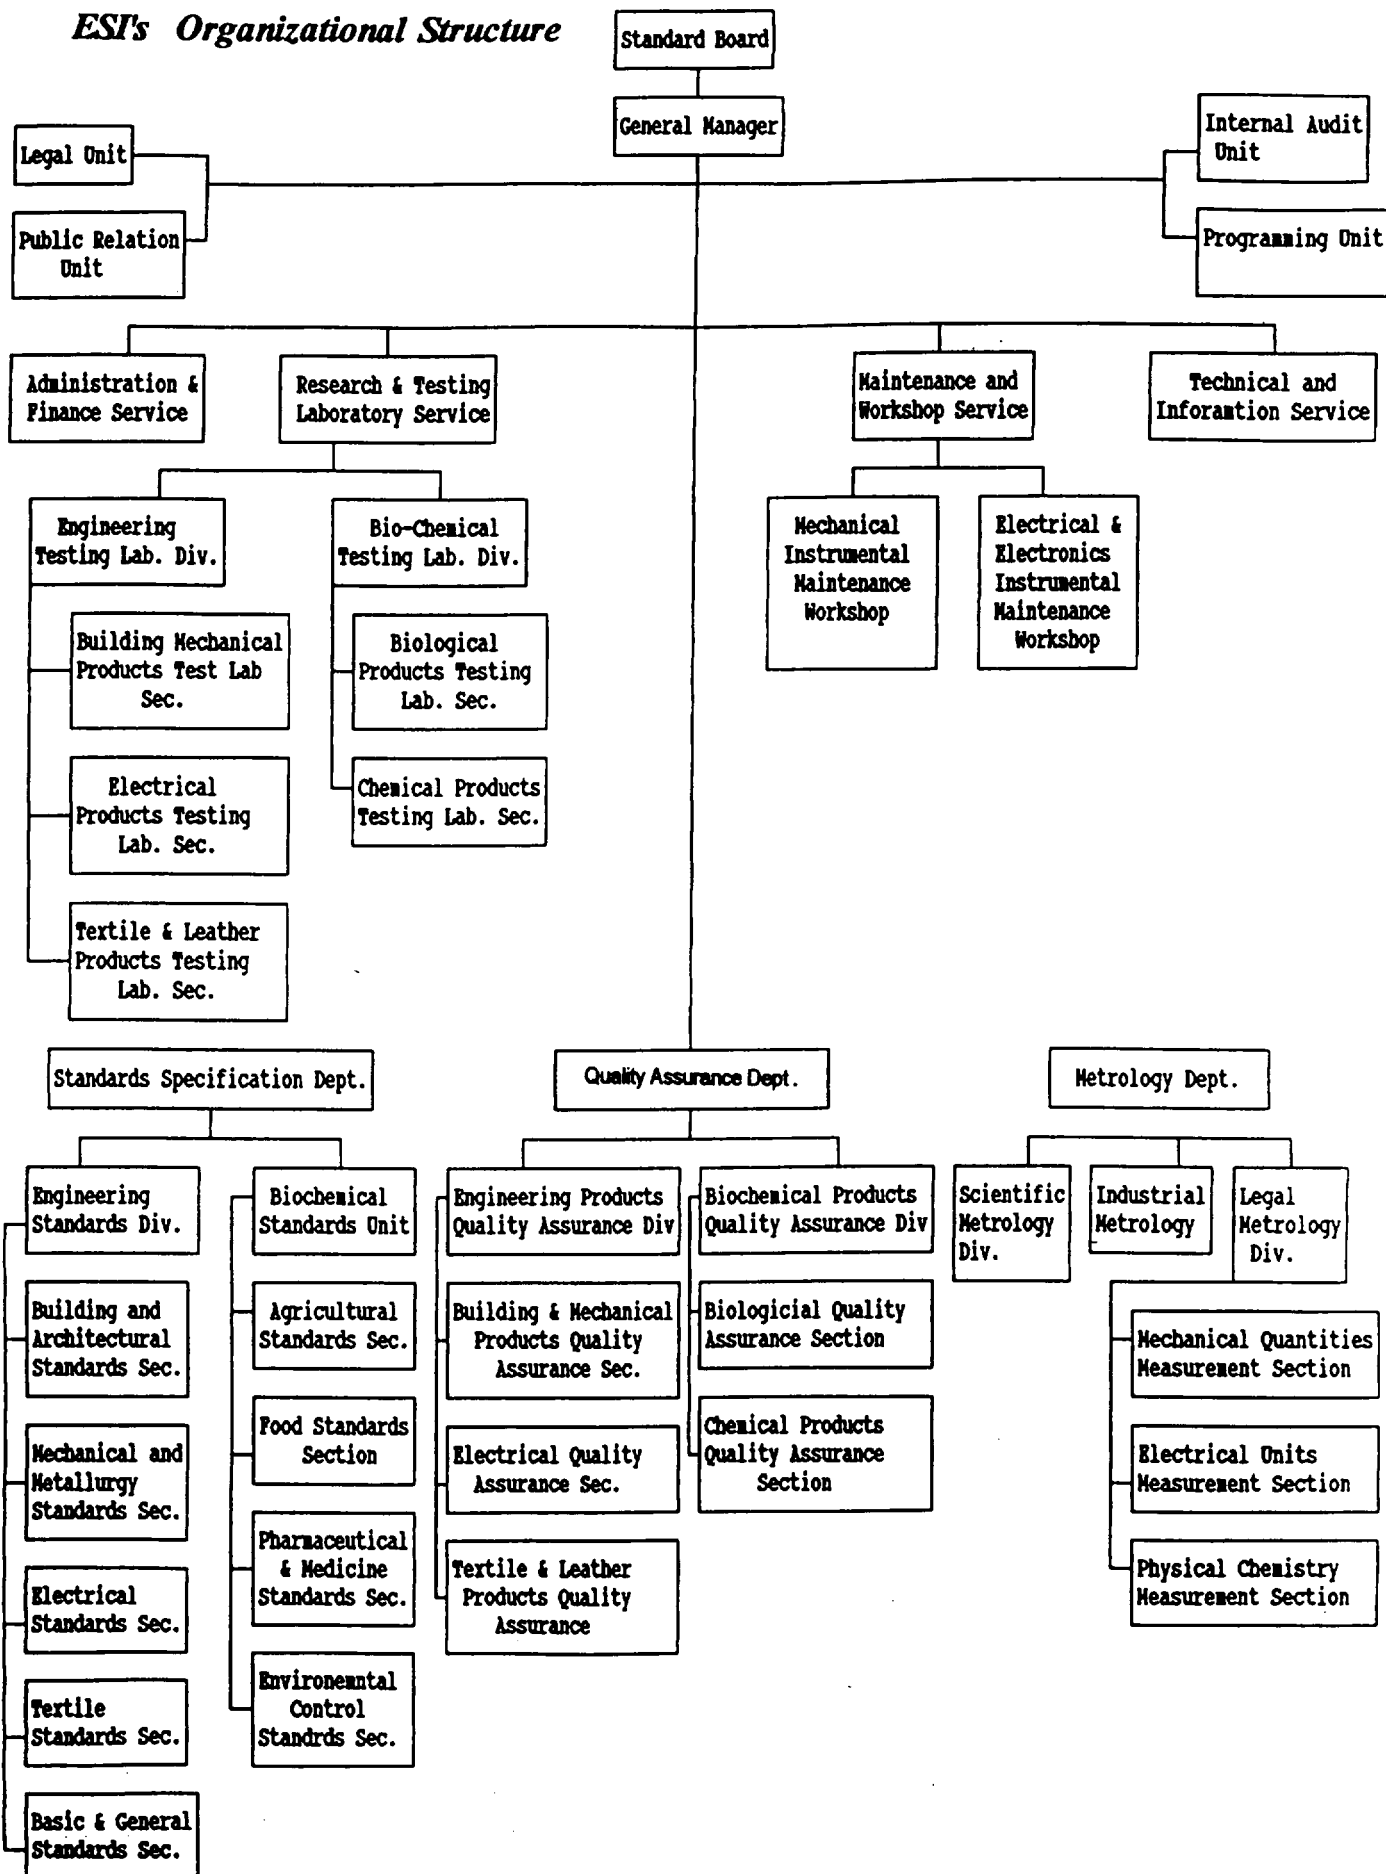 ESI's Organizational Structure
Standard Board
General Manager
Legal Unit
Public Relation
Unit
Internal Audit
Unit
Programming Unit
Administration &
Finance Service
Research & Testing
Laboratory Service
Maintenance and
Workshop Service
Technical and
Inforamtion Service
Engineering
Testing Lab. Div.
Bio-Chemical
Testing Lab. Div.
Mechanical
Instrumental
Maintenance
Workshop
Electrical &
Electronics
Instrumental
Maintenance
Workshop
Building Mechanical
Products Test Lab
Sec.
Biological
Products Testing
Lab. Sec.
Electrical
Products Testing
Lab. Sec.
Chemical Products
Testing Lab. Sec.
Textile & Leather
Products Testing
Lab. Sec.
Standards Specification Dept.
Quality Assurance Dept.
Metrology Dept.
Engineering
Standards Div.
Building and
Architectural
Standards Sec.
Mechanical and
Metallurgy
Standards Sec.
Electrical
Standards Sec.
Textile
Standards Sec.
Basic & General
Standards Sec.
Biochemical
Standards Unit
Agricultural
Standards Sec.
Food Standards
Section
Pharmaceutical
& Medicine
Standards Sec.
Environemntal
Control
Standrds Sec.
Engineering Products
Quality Assurance Div
Building & Mechanical
Products Quality
Assurance Sec.
Electrical Quality
Assurance Sec.
Textile & Leather
Products Quality
Assurance
Biochemical Products
Quality Assurance Div
Biologicial Quality
Assurance Section
Chemical Products
Quality Assurance
Section
Scientific
Metrology
Div.
Industrial
Metrology
Legal
Metrology
Div.
Mechanical Quantities
Measurement Section
Electrical Units
Measurement Section
Physical Chemistry
Measurement Section